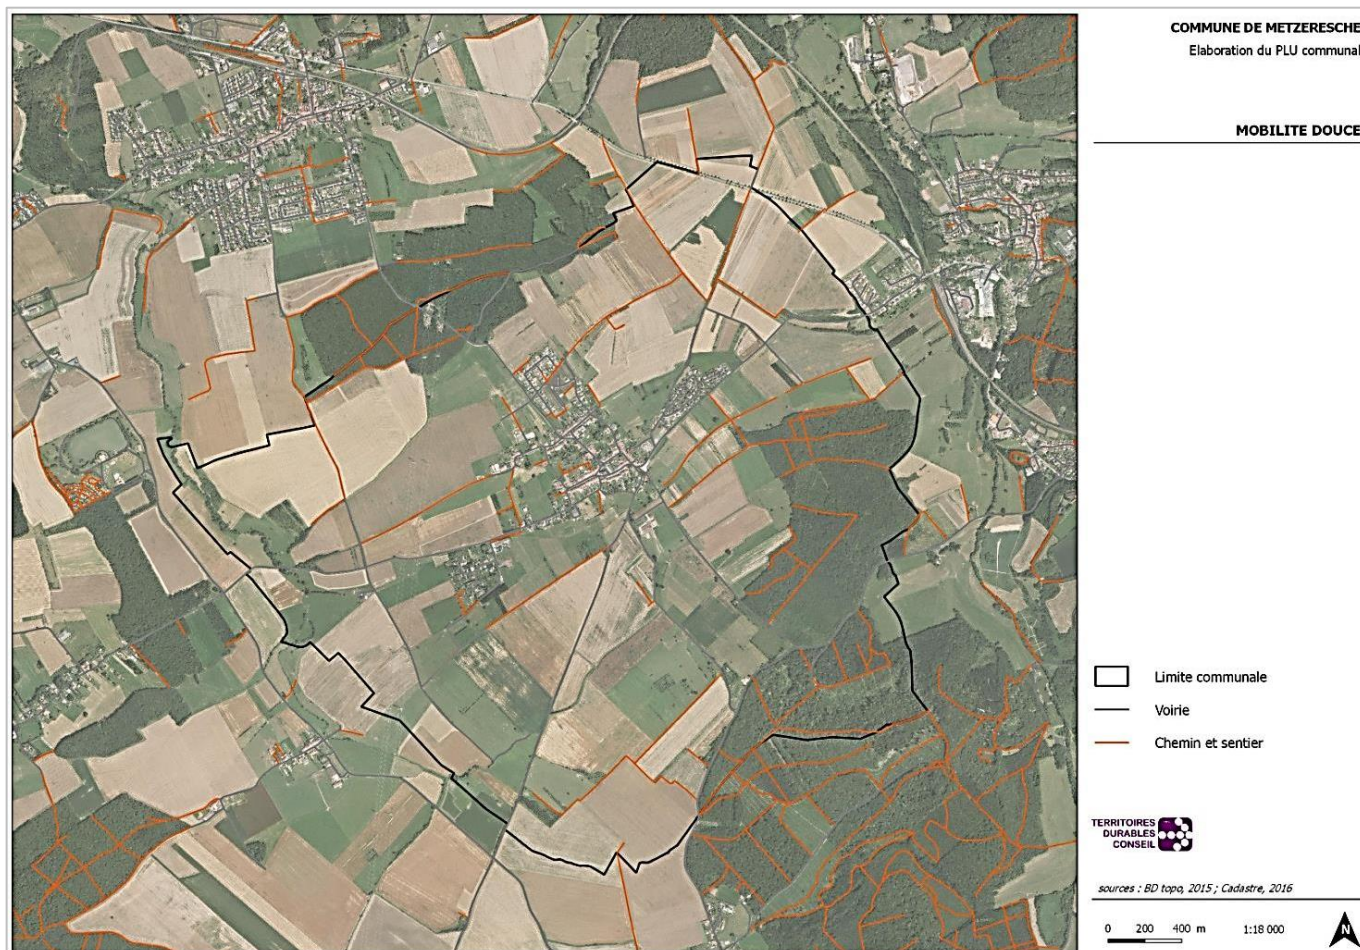 COMMUNE DE METZERESCHE
Elaboration du PLU communal
MOBILITE DOUCE
Limite communale
Voirie
Chemin et sentier
TERRITOIRES
DURABLES
CONSEIL
sources : BD topo, 2015 ; Cadastre, 2016
0 200 400 m 1:18 000
N